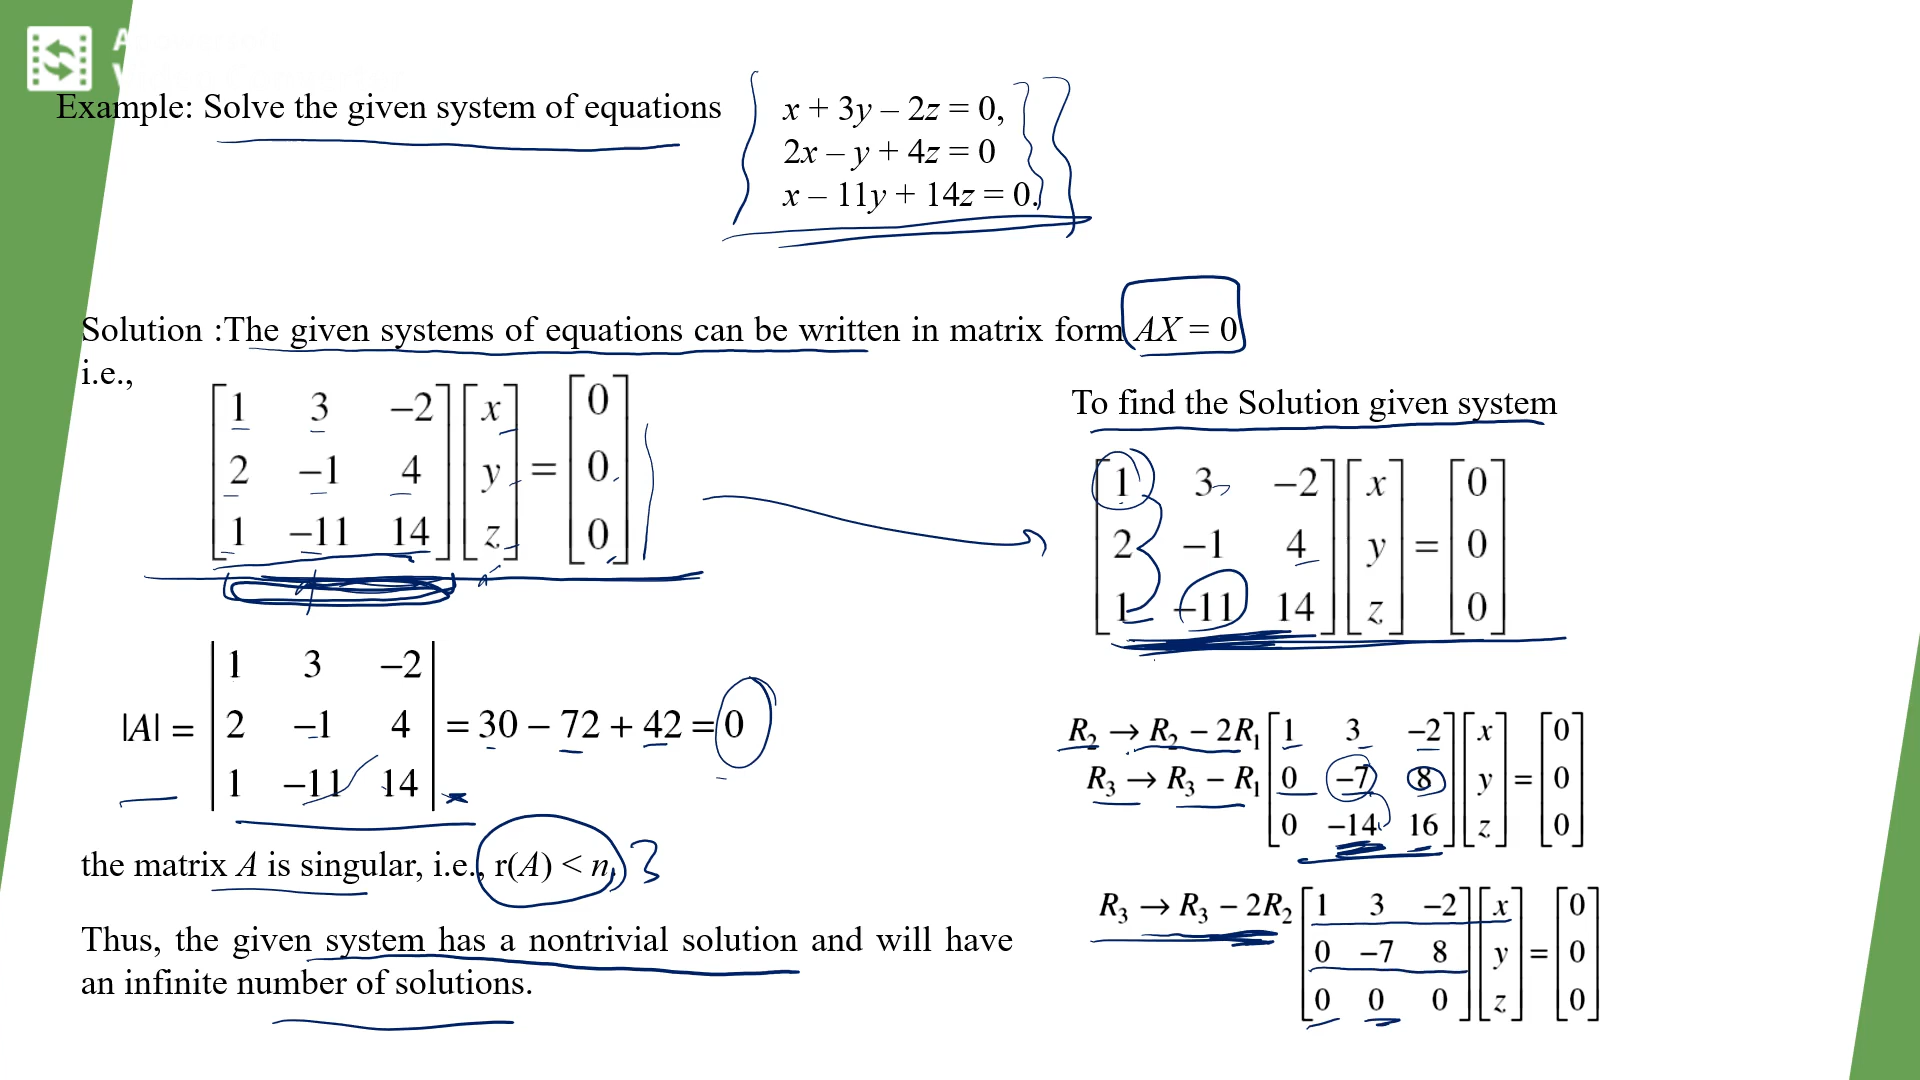 Example: Solve the given system of equations
x + 3y – 2z = 0,
2x – y + 4z = 0
x – 11y + 14z = 0.
Solution :The given systems of equations can be written in matrix form AX = 0
i.e.,
[1 3 −2] [x] [0]
[2 −1 4] [y] = [0]
[1 −11 14] [z] [0]
|1 3 −2|
|A| = |2 −1 4| = 30 − 72 + 42 = 0
|1 −11 14|
the matrix A is singular, i.e., r(A) < n, 3
Thus, the given system has a nontrivial solution and will have
an infinite number of solutions.
To find the Solution given system
[1 3 −2] [x] [0]
[2 −1 4] [y] = [0]
[1 −11 14] [z] [0]
R2 → R2 − 2R1 [1 3 −2] [x] [0]
R3 → R3 − R1 [0 −7 8] [y] = [0]
[0 −14 16] [z] [0]
R3 → R3 − 2R2 [1 3 −2] [x] [0]
[0 −7 8] [y] = [0]
[0 0 0] [z] [0]